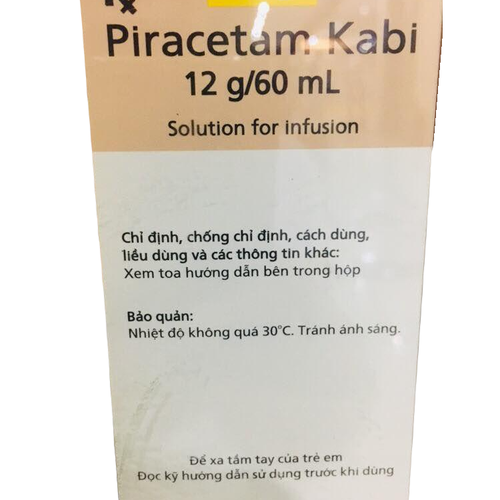 Rx
Piracetam Kabi
12 g/60 mL
Solution for infusion
Chỉ định, chống chỉ định, cách dùng,
liều dùng và các thông tin khác:
Xem toa hướng dẫn bên trong hộp
Bảo quản:
Nhiệt độ không quá 30°C. Tránh ánh sáng.
Để xa tầm tay của trẻ em
Đọc kỹ hướng dẫn sử dụng trước khi dùng